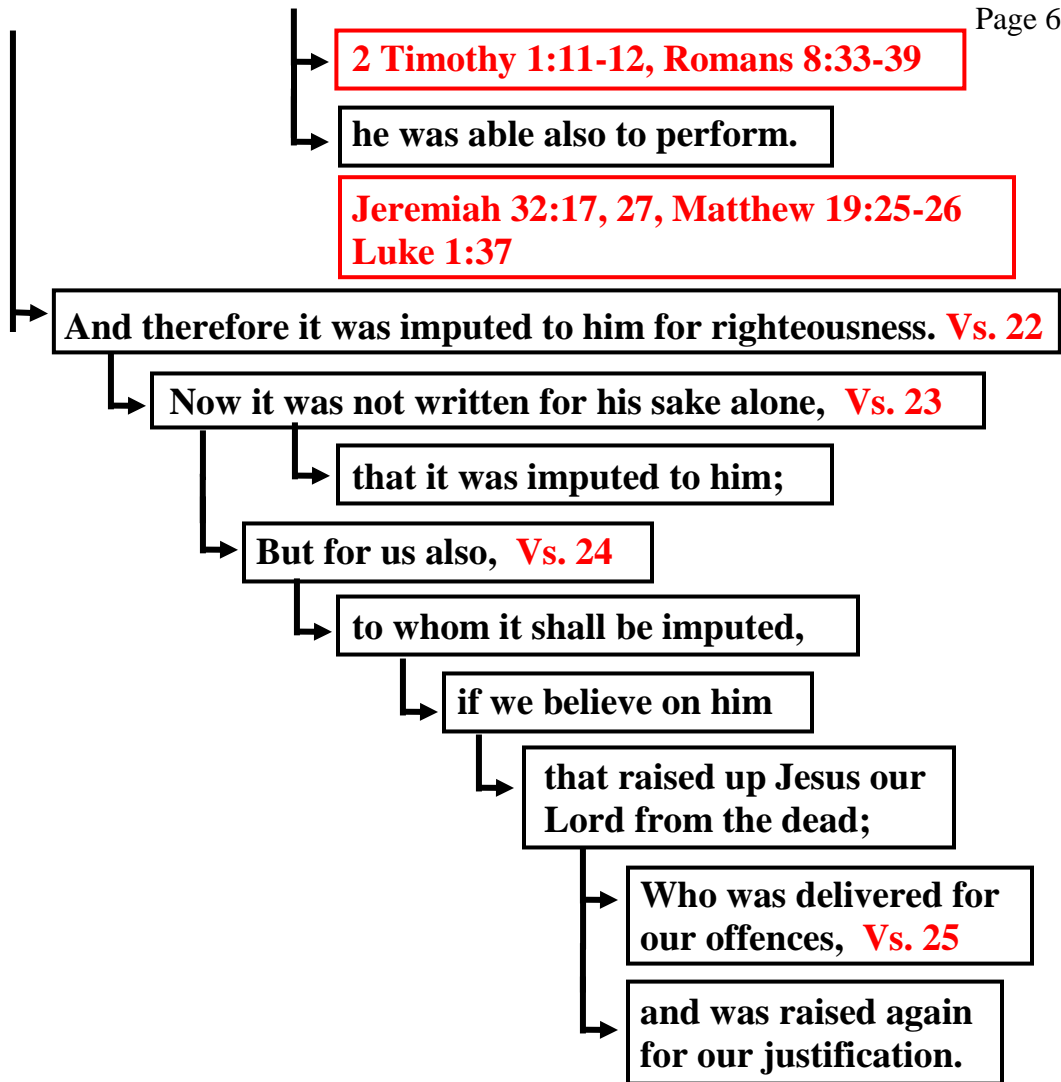 Page 6
2 Timothy 1:11-12, Romans 8:33-39
he was able also to perform.
Jeremiah 32:17, 27, Matthew 19:25-26
Luke 1:37
And therefore it was imputed to him for righteousness. Vs. 22
Now it was not written for his sake alone, Vs. 23
that it was imputed to him;
But for us also, Vs. 24
to whom it shall be imputed,
if we believe on him
that raised up Jesus our
Lord from the dead;
Who was delivered for
our offences, Vs. 25
and was raised again
for our justification.